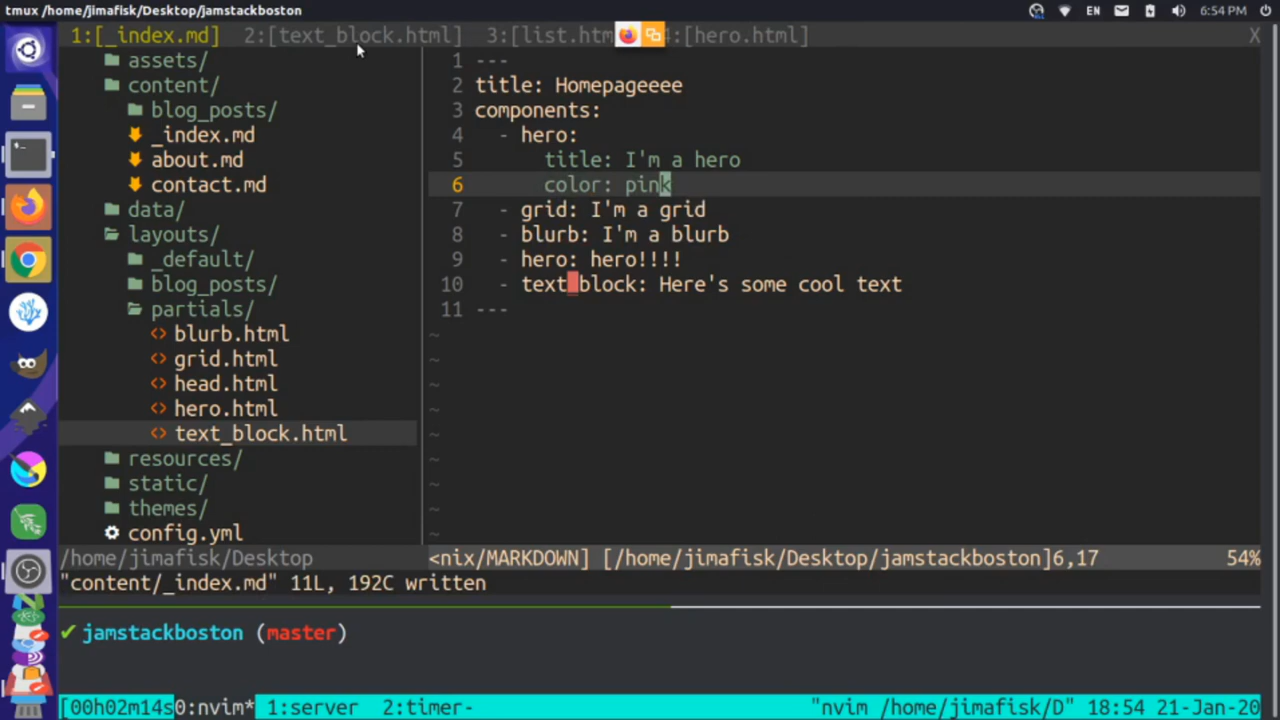 tmux /home/jimafisk/Desktop/jamstackboston
EN 6:54 PM
1:[_index.md] 2:[text_block.html] 3:[list.htm 4:[hero.html] X
assets/
content/
blog_posts/
_index.md
about.md
contact.md
data/
layouts/
_default/
blog_posts/
partials/
blurb.html
grid.html
head.html
hero.html
text_block.html
resources/
static/
themes/
config.yml
/home/jimafisk/Desktop
1 ---
2 title: Homepageeee
3 components:
4 - hero:
5 title: I'm a hero
6 color: pink
7 - grid: I'm a grid
8 - blurb: I'm a blurb
9 - hero: hero!!!!
10 - text_block: Here's some cool text
11 ---
~
~
~
~
~
~
~
~
~
<nix/MARKDOWN] [/home/jimafisk/Desktop/jamstackboston]6,17 54%
"content/_index.md" 11L, 192C written
✔ jamstackboston (master)
[00h02m14s0:nvim* 1:server 2:timer- "nvim /home/jimafisk/D" 18:54 21-Jan-20